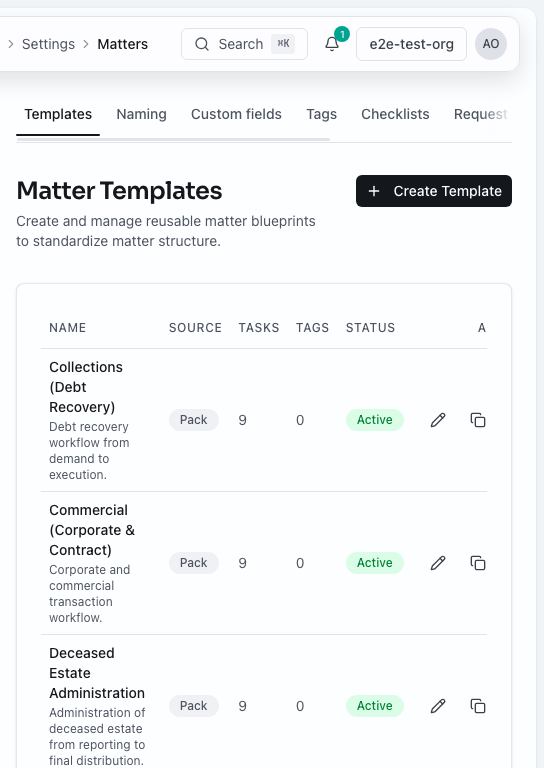 Settings > Matters Search ⌘K 1 e2e-test-org AO
Templates Naming Custom fields Tags Checklists Request
Matter Templates
+ Create Template
Create and manage reusable matter blueprints
to standardize matter structure.
NAME SOURCE TASKS TAGS STATUS A
Collections
(Debt
Recovery)
Debt recovery
workflow from
demand to
execution.
Pack 9 0 Active
Commercial
(Corporate &
Contract)
Corporate and
commercial
transaction
workflow.
Pack 9 0 Active
Deceased
Estate
Administration
Administration of
deceased estate
from reporting to
final distribution.
Pack 9 0 Active